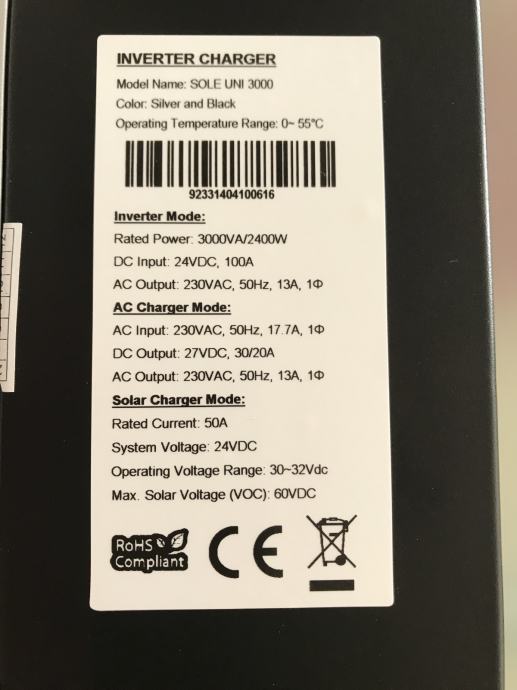 INVERTER CHARGER
Model Name: SOLE UNI 3000
Color: Silver and Black
Operating Temperature Range: 0~ 55°C
92331404100616
Inverter Mode:
Rated Power: 3000VA/2400W
DC Input: 24VDC, 100A
AC Output: 230VAC, 50Hz, 13A, 1Φ
AC Charger Mode:
AC Input: 230VAC, 50Hz, 17.7A, 1Φ
DC Output: 27VDC, 30/20A
AC Output: 230VAC, 50Hz, 13A, 1Φ
Solar Charger Mode:
Rated Current: 50A
System Voltage: 24VDC
Operating Voltage Range: 30~32Vdc
Max. Solar Voltage (VOC): 60VDC
RoHS
Compliant
CE